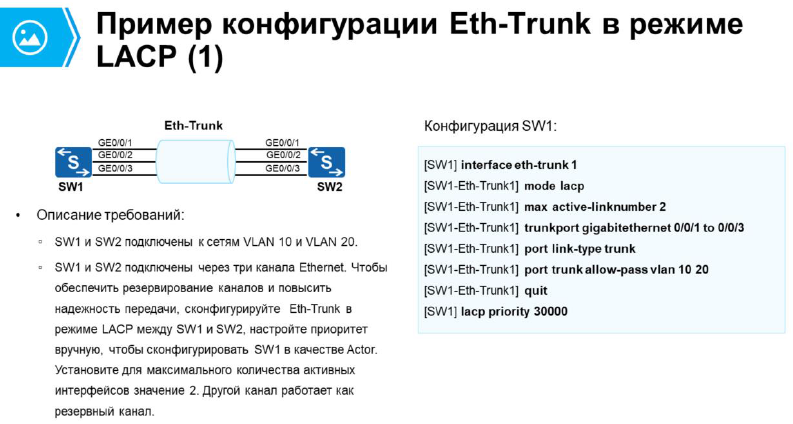 Пример конфигурации Eth-Trunk в режиме
LACP (1)
Eth-Trunk
GE0/0/1
GE0/0/2
GE0/0/3
GE0/0/1
GE0/0/2
GE0/0/3
S
S
SW1
SW2
• Описание требований:
▫ SW1 и SW2 подключены к сетям VLAN 10 и VLAN 20.
▫ SW1 и SW2 подключены через три канала Ethernet. Чтобы
обеспечить резервирование каналов и повысить
надежность передачи, сконфигурируйте Eth-Trunk в
режиме LACP между SW1 и SW2, настройте приоритет
вручную, чтобы сконфигурировать SW1 в качестве Actor.
Установите для максимального количества активных
интерфейсов значение 2. Другой канал работает как
резервный канал.
Конфигурация SW1:
[SW1] interface eth-trunk 1
[SW1-Eth-Trunk1] mode lacp
[SW1-Eth-Trunk1] max active-linknumber 2
[SW1-Eth-Trunk1] trunkport gigabitethernet 0/0/1 to 0/0/3
[SW1-Eth-Trunk1] port link-type trunk
[SW1-Eth-Trunk1] port trunk allow-pass vlan 10 20
[SW1-Eth-Trunk1] quit
[SW1] lacp priority 30000